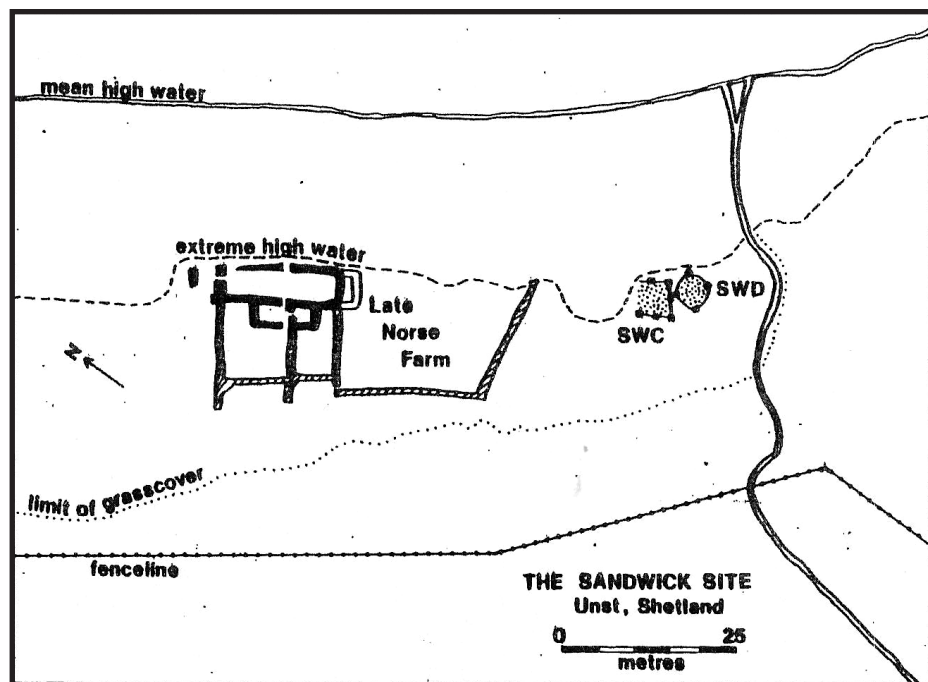 mean high water
extreme high water
Late
Norse
Farm
SWD
SWC
N
limit of grasscover
fenceline
THE SANDWICK SITE
Unst, Shetland
0 25
metres